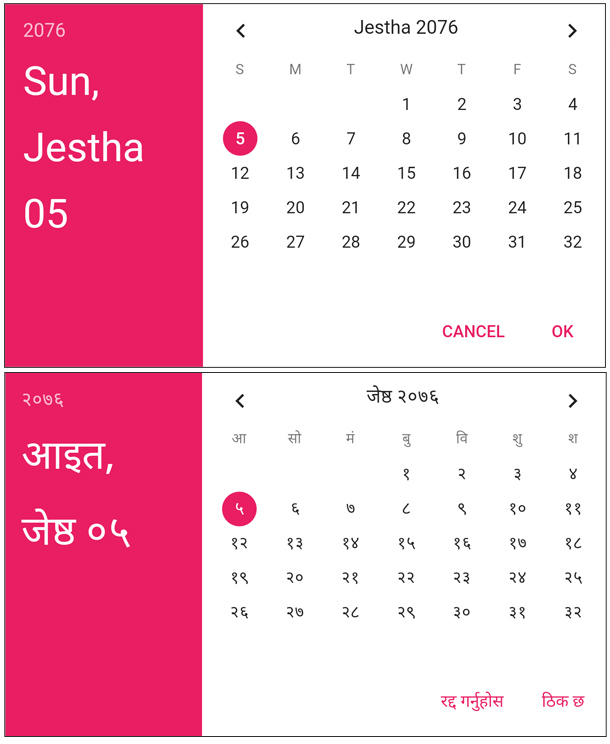 2076
Sun,
Jestha
05
Jestha 2076
S M T W T F S
1 2 3 4
5 6 7 8 9 10 11
12 13 14 15 16 17 18
19 20 21 22 23 24 25
26 27 28 29 30 31 32
CANCEL OK
२०७६
आइत,
जेष्ठ ०५
जेष्ठ २०७६
आ सो मं बु वि शु श
१ २ ३ ४
५ ६ ७ ८ ९ १० ११
१२ १३ १४ १५ १६ १७ १८
१९ २० २१ २२ २३ २४ २५
२६ २७ २८ २९ ३० ३१ ३२
रद्द गर्नुहोस ठिक छ